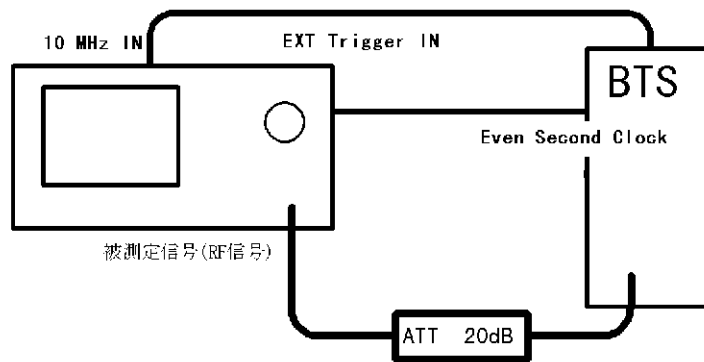 10 MHz IN
EXT Trigger IN
BTS
Even Second Clock
被測定信号(RF信号)
ATT 20dB